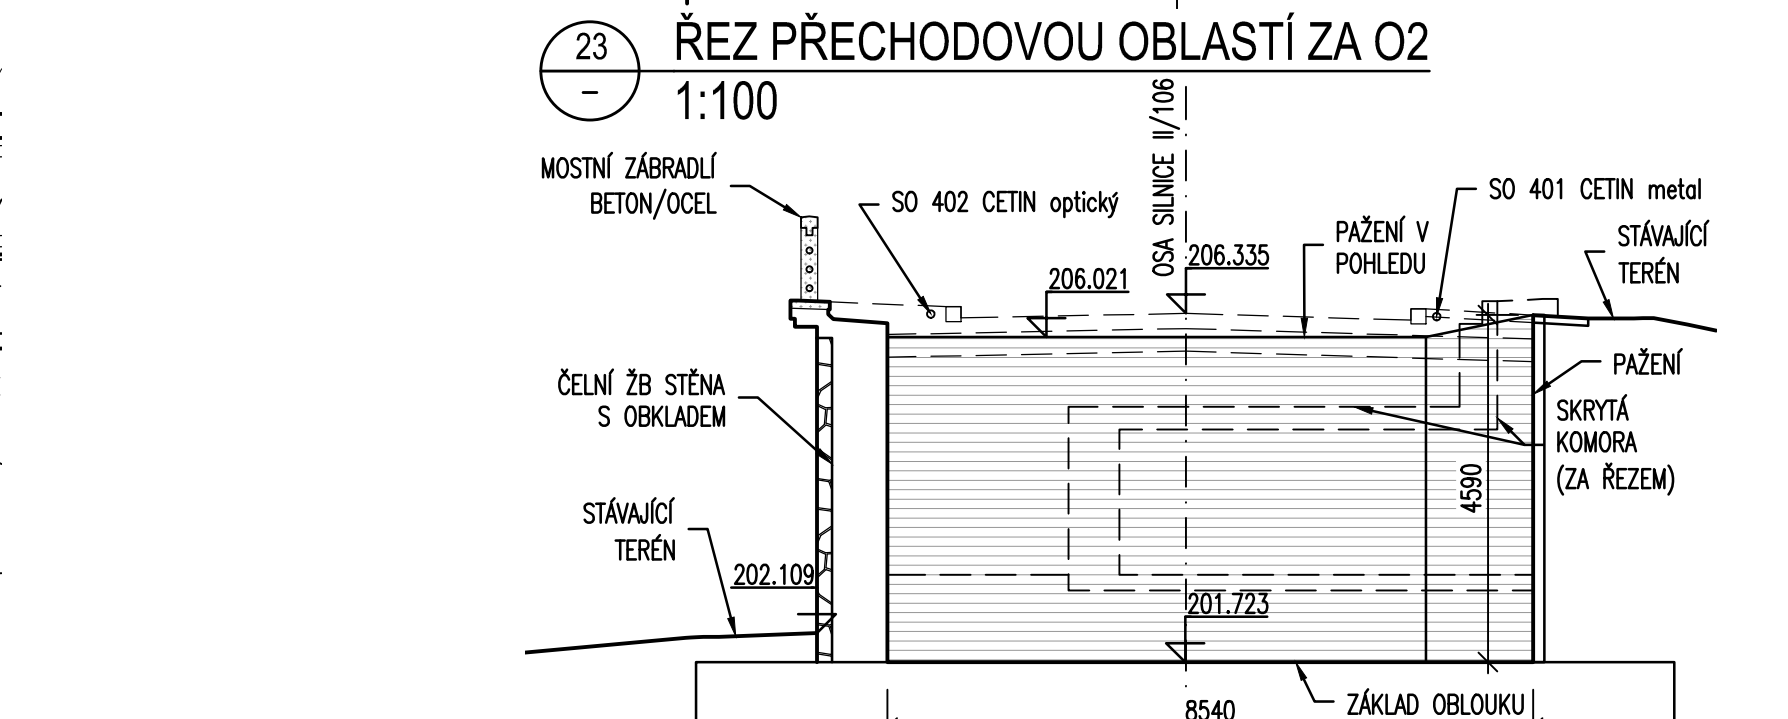 23
–
ŘEZ PŘECHODOVOU OBLASTÍ ZA O2
1:100
OSA SILNICE II/106
MOSTNÍ ZÁBRADLÍ
BETON/OCEL
SO 402 CETIN optický
SO 401 CETIN metal
PAŽENÍ V
POHLEDU
STÁVAJÍCÍ
TERÉN
206.021
206.335
ČELNÍ ŽB STĚNA
S OBKLADEM
PAŽENÍ
SKRYTÁ
KOMORA
(ZA ŘEZEM)
4590
STÁVAJÍCÍ
TERÉN
202.109
201.723
8540
ZÁKLAD OBLOUKU